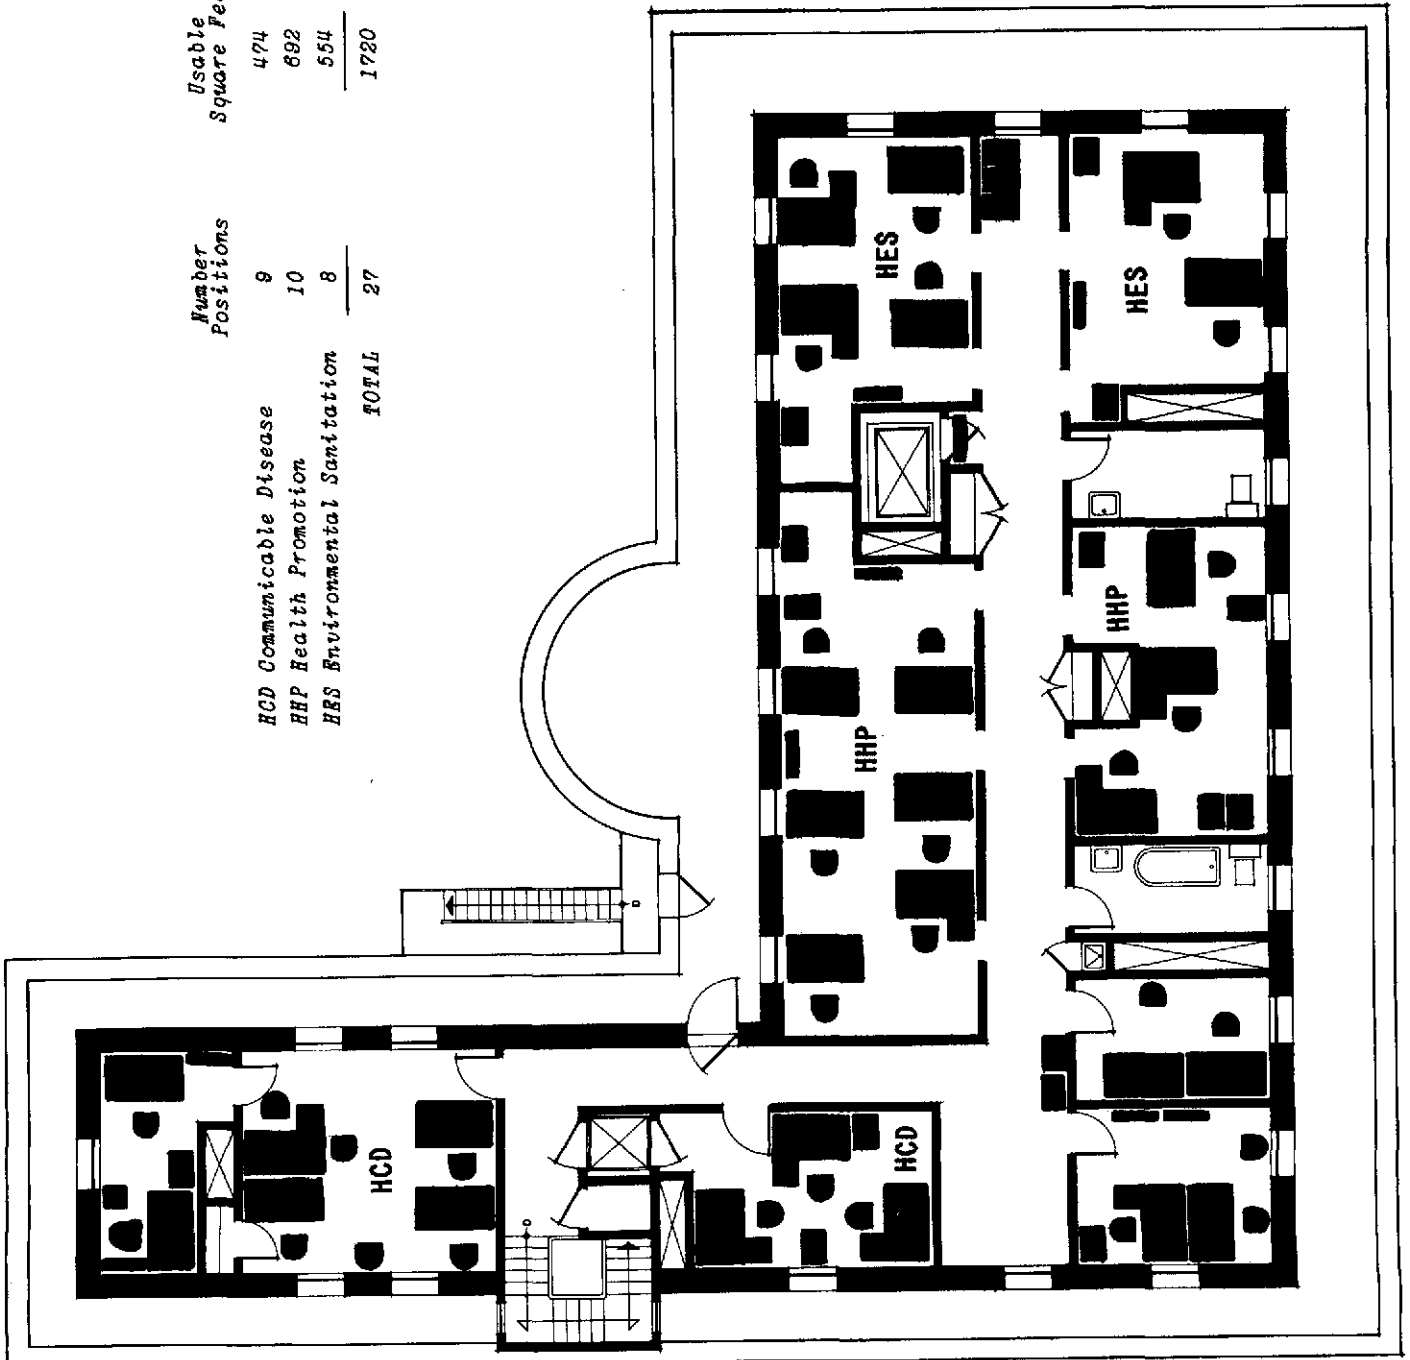 Number Usable
Positions Square Fe
HCD Communicable Disease 9 474
HHP Health Promotion 10 692
HES Environmental Sanitation 8 554
TOTAL 27 1720
HES
HES
HHP
HHP
HCD
HCD
D
D